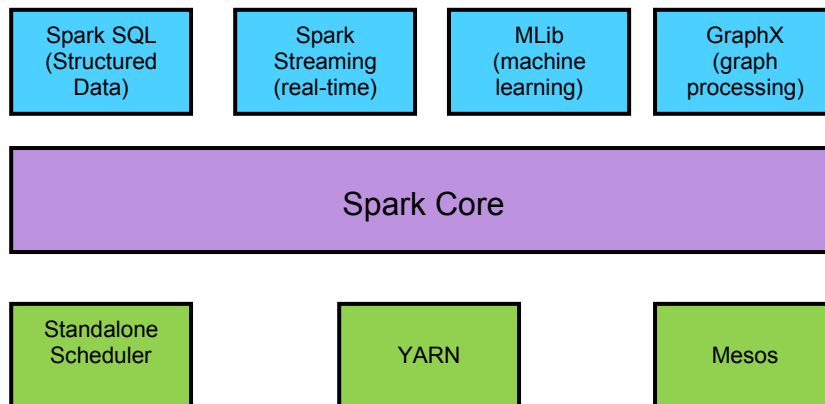 Spark SQL
(Structured
Data)
Spark
Streaming
(real-time)
MLib
(machine
learning)
GraphX
(graph
processing)
Spark Core
Standalone
Scheduler
YARN
Mesos